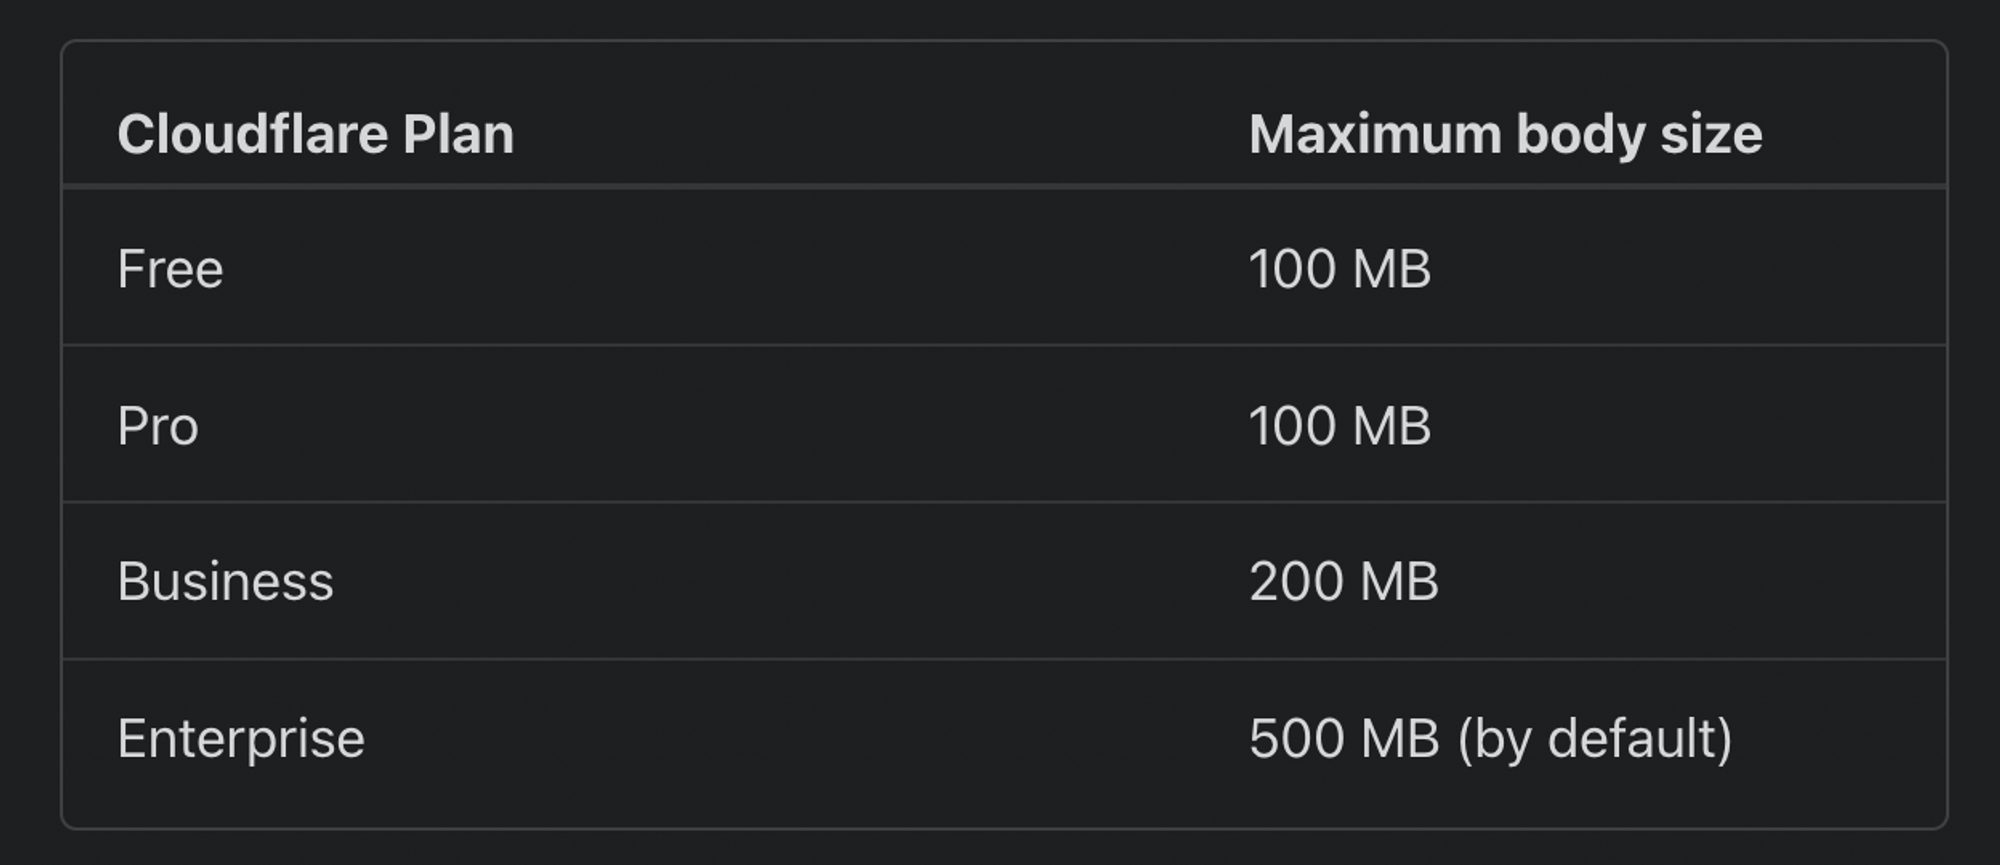 Cloudflare Plan Maximum body size
Free 100 MB
Pro 100 MB
Business 200 MB
Enterprise 500 MB (by default)